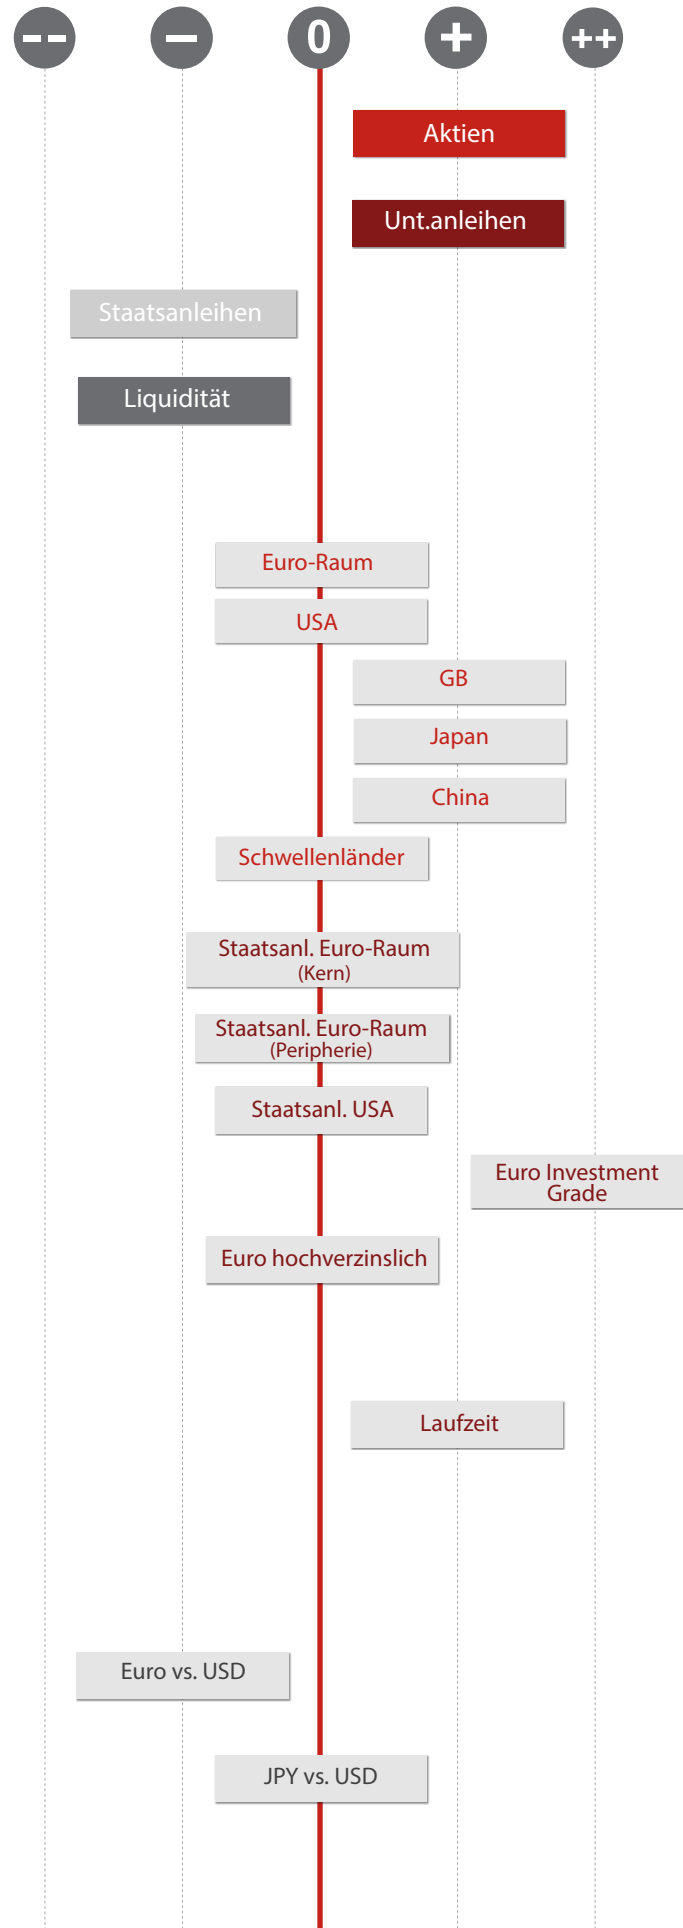 -- - 0 + ++
Aktien
Unt.anleihen
Staatsanleihen
Liquidität
Euro-Raum
USA
GB
Japan
China
Schwellenländer
Staatsanl. Euro-Raum
(Kern)
Staatsanl. Euro-Raum
(Peripherie)
Staatsanl. USA
Euro Investment
Grade
Euro hochverzinslich
Laufzeit
Euro vs. USD
JPY vs. USD